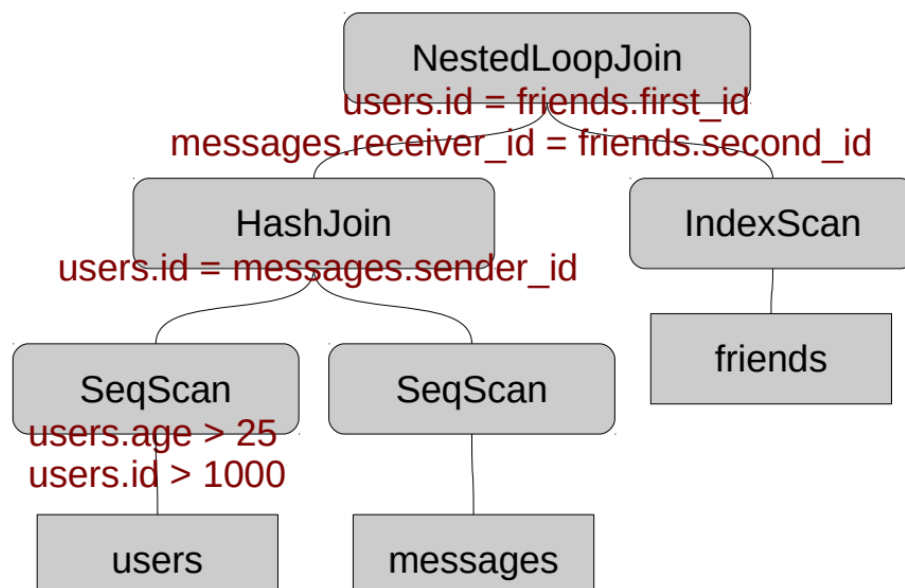 NestedLoopJoin
users.id = friends.first_id
messages.receiver_id = friends.second_id
HashJoin
users.id = messages.sender_id
IndexScan
friends
SeqScan
users.age > 25
users.id > 1000
SeqScan
users
messages